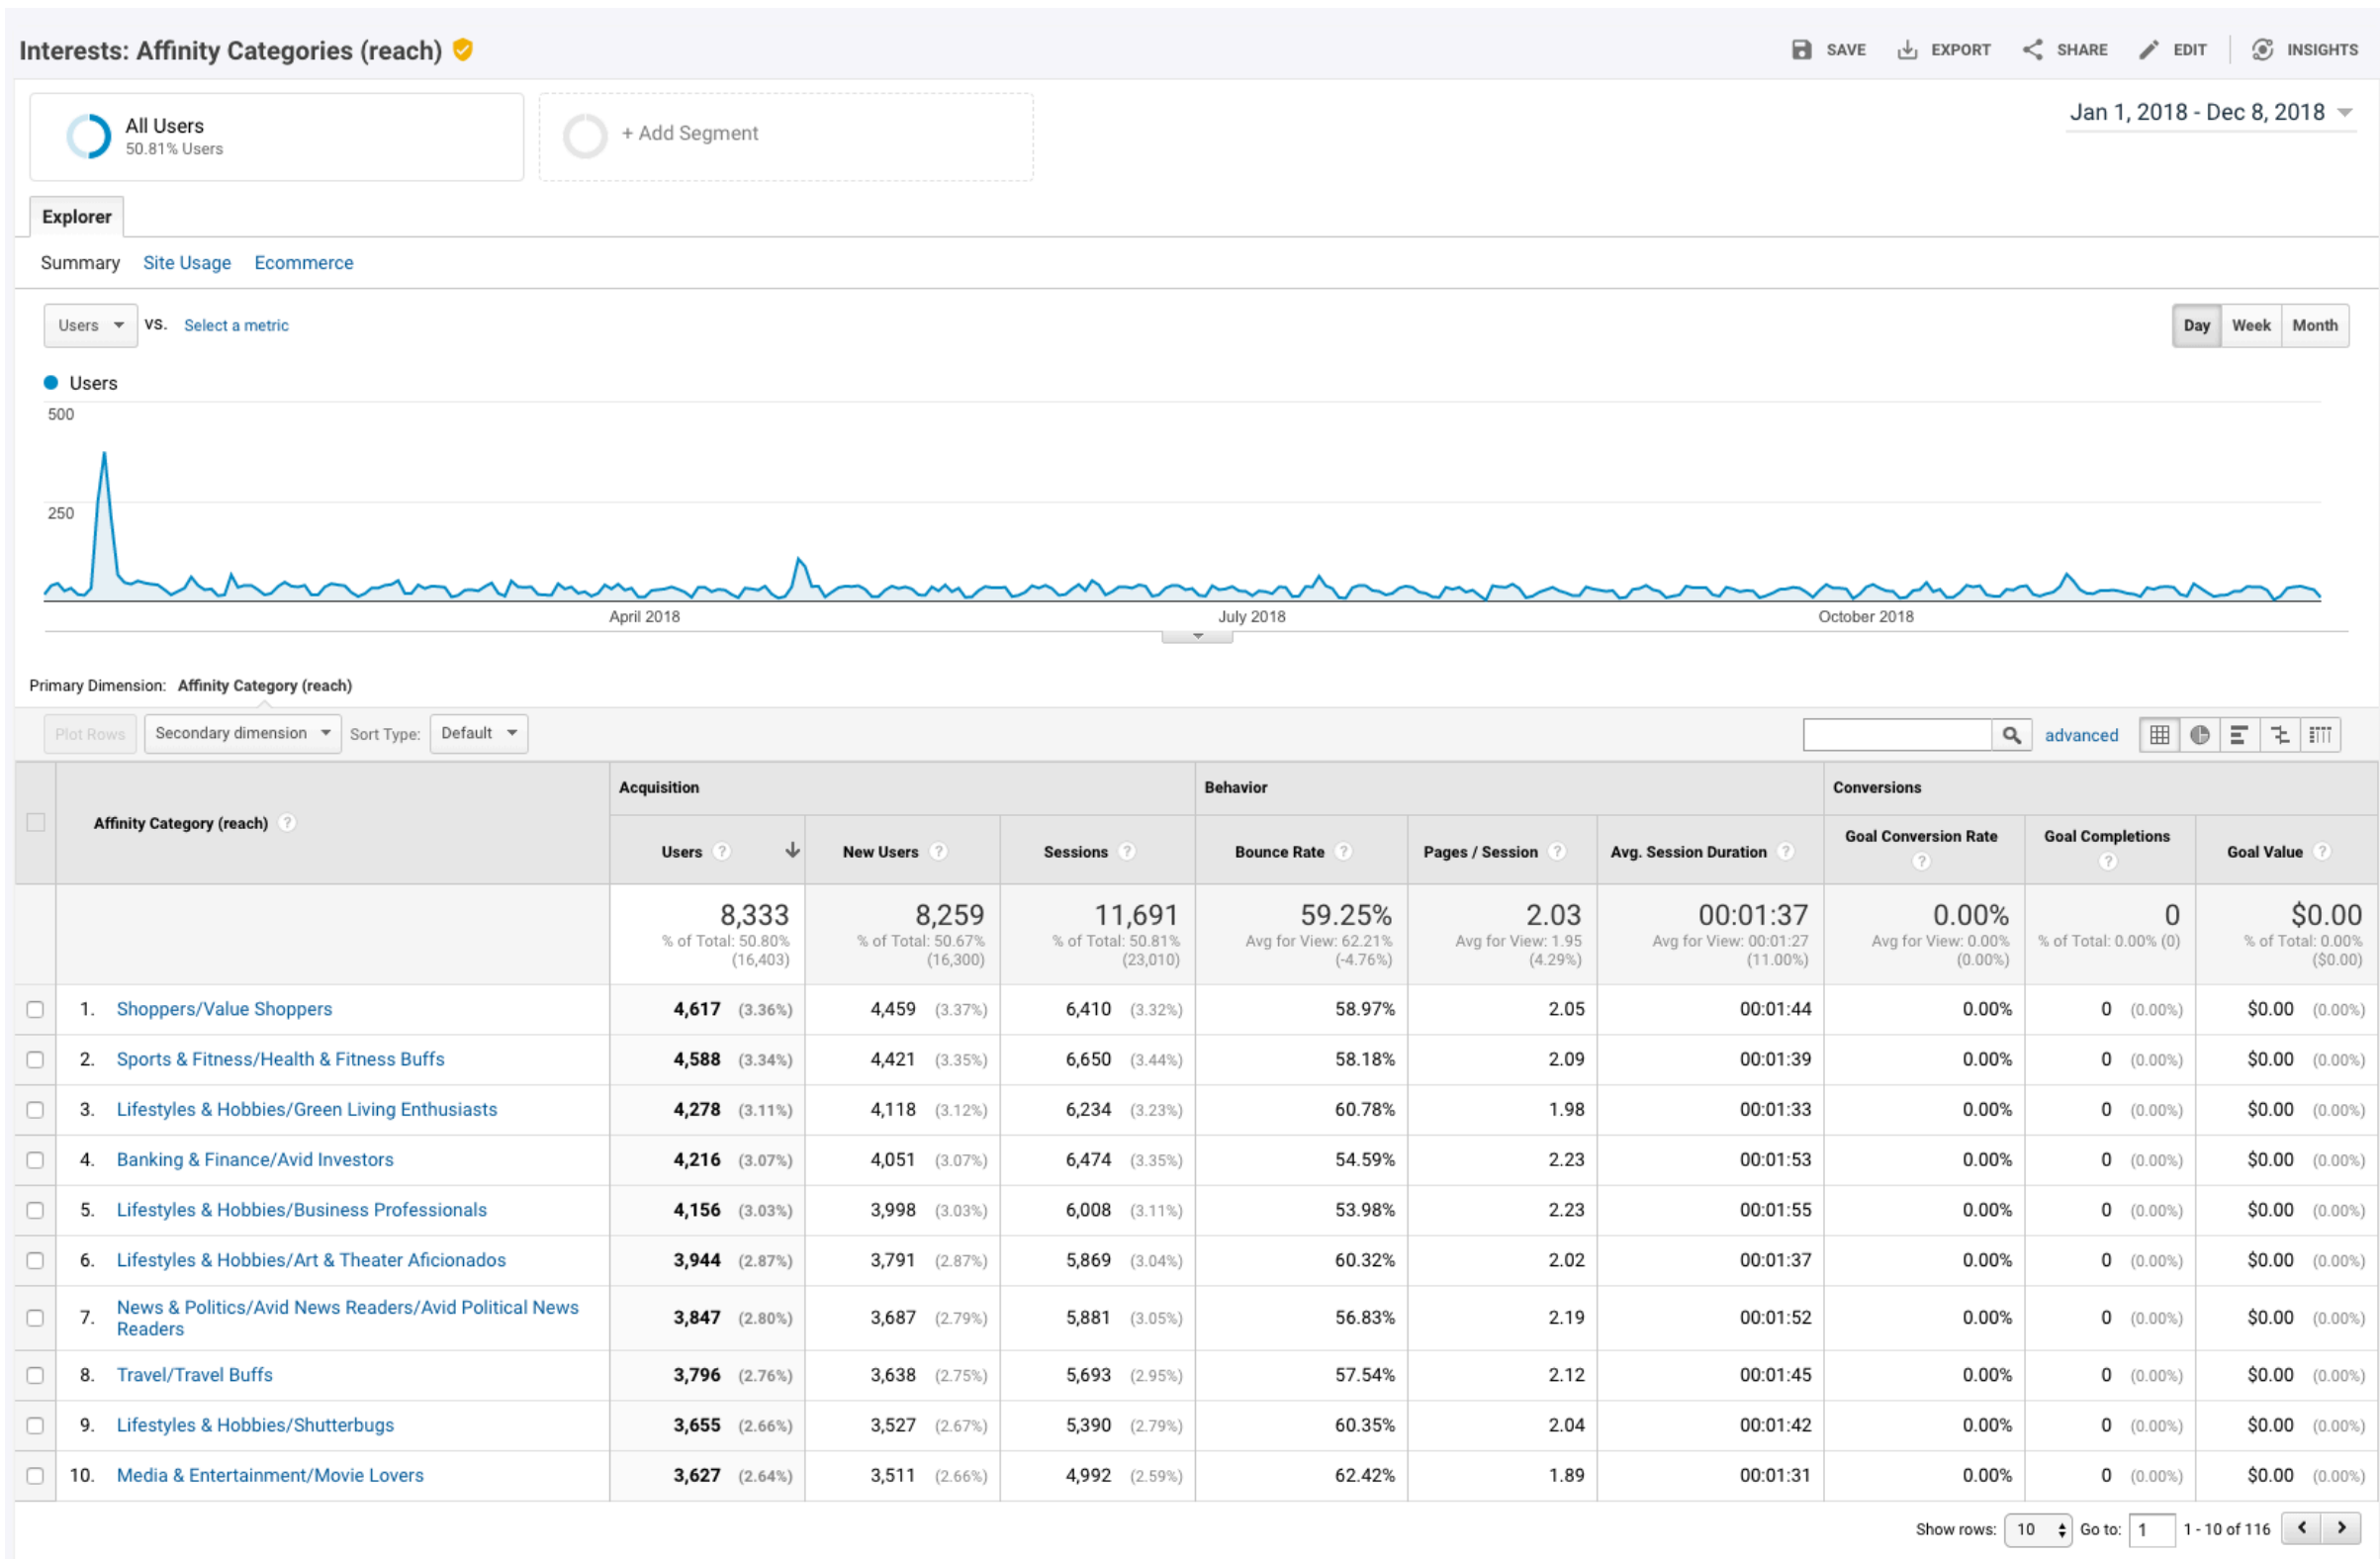 Interests: Affinity Categories (reach)
SAVE EXPORT SHARE EDIT INSIGHTS
All Users
50.81% Users
+ Add Segment
Jan 1, 2018 - Dec 8, 2018
Explorer
Summary Site Usage Ecommerce
Users VS. Select a metric
Day Week Month
Users
500
250
April 2018 July 2018 October 2018
Primary Dimension: Affinity Category (reach)
Plot Rows Secondary dimension Sort Type: Default advanced
Acquisition Behavior Conversions
Affinity Category (reach) ?
Users ? New Users ? Sessions ? Bounce Rate ? Pages / Session ? Avg. Session Duration ? Goal Conversion Rate ? Goal Completions ? Goal Value ?
8,333 8,259 11,691 59.25% 2.03 00:01:37 0.00% 0 $0.00
% of Total: 50.80% % of Total: 50.67% % of Total: 50.81% Avg for View: 62.21% Avg for View: 1.95 Avg for View: 00:01:27 Avg for View: 0.00% % of Total: 0.00% (0) % of Total: 0.00%
(16,403) (16,300) (23,010) (-4.76%) (4.29%) (11.00%) (0.00%) ($0.00)
1. Shoppers/Value Shoppers 4,617 (3.36%) 4,459 (3.37%) 6,410 (3.32%) 58.97% 2.05 00:01:44 0.00% 0 (0.00%) $0.00 (0.00%)
2. Sports & Fitness/Health & Fitness Buffs 4,588 (3.34%) 4,421 (3.35%) 6,650 (3.44%) 58.18% 2.09 00:01:39 0.00% 0 (0.00%) $0.00 (0.00%)
3. Lifestyles & Hobbies/Green Living Enthusiasts 4,278 (3.11%) 4,118 (3.12%) 6,234 (3.23%) 60.78% 1.98 00:01:33 0.00% 0 (0.00%) $0.00 (0.00%)
4. Banking & Finance/Avid Investors 4,216 (3.07%) 4,051 (3.07%) 6,474 (3.35%) 54.59% 2.23 00:01:53 0.00% 0 (0.00%) $0.00 (0.00%)
5. Lifestyles & Hobbies/Business Professionals 4,156 (3.03%) 3,998 (3.03%) 6,008 (3.11%) 53.98% 2.23 00:01:55 0.00% 0 (0.00%) $0.00 (0.00%)
6. Lifestyles & Hobbies/Art & Theater Aficionados 3,944 (2.87%) 3,791 (2.87%) 5,869 (3.04%) 60.32% 2.02 00:01:37 0.00% 0 (0.00%) $0.00 (0.00%)
7. News & Politics/Avid News Readers/Avid Political News
Readers 3,847 (2.80%) 3,687 (2.79%) 5,881 (3.05%) 56.83% 2.19 00:01:52 0.00% 0 (0.00%) $0.00 (0.00%)
8. Travel/Travel Buffs 3,796 (2.76%) 3,638 (2.75%) 5,693 (2.95%) 57.54% 2.12 00:01:45 0.00% 0 (0.00%) $0.00 (0.00%)
9. Lifestyles & Hobbies/Shutterbugs 3,655 (2.66%) 3,527 (2.67%) 5,390 (2.79%) 60.35% 2.04 00:01:42 0.00% 0 (0.00%) $0.00 (0.00%)
10. Media & Entertainment/Movie Lovers 3,627 (2.64%) 3,511 (2.66%) 4,992 (2.59%) 62.42% 1.89 00:01:31 0.00% 0 (0.00%) $0.00 (0.00%)
Show rows: 10 Go to: 1 1 - 10 of 116